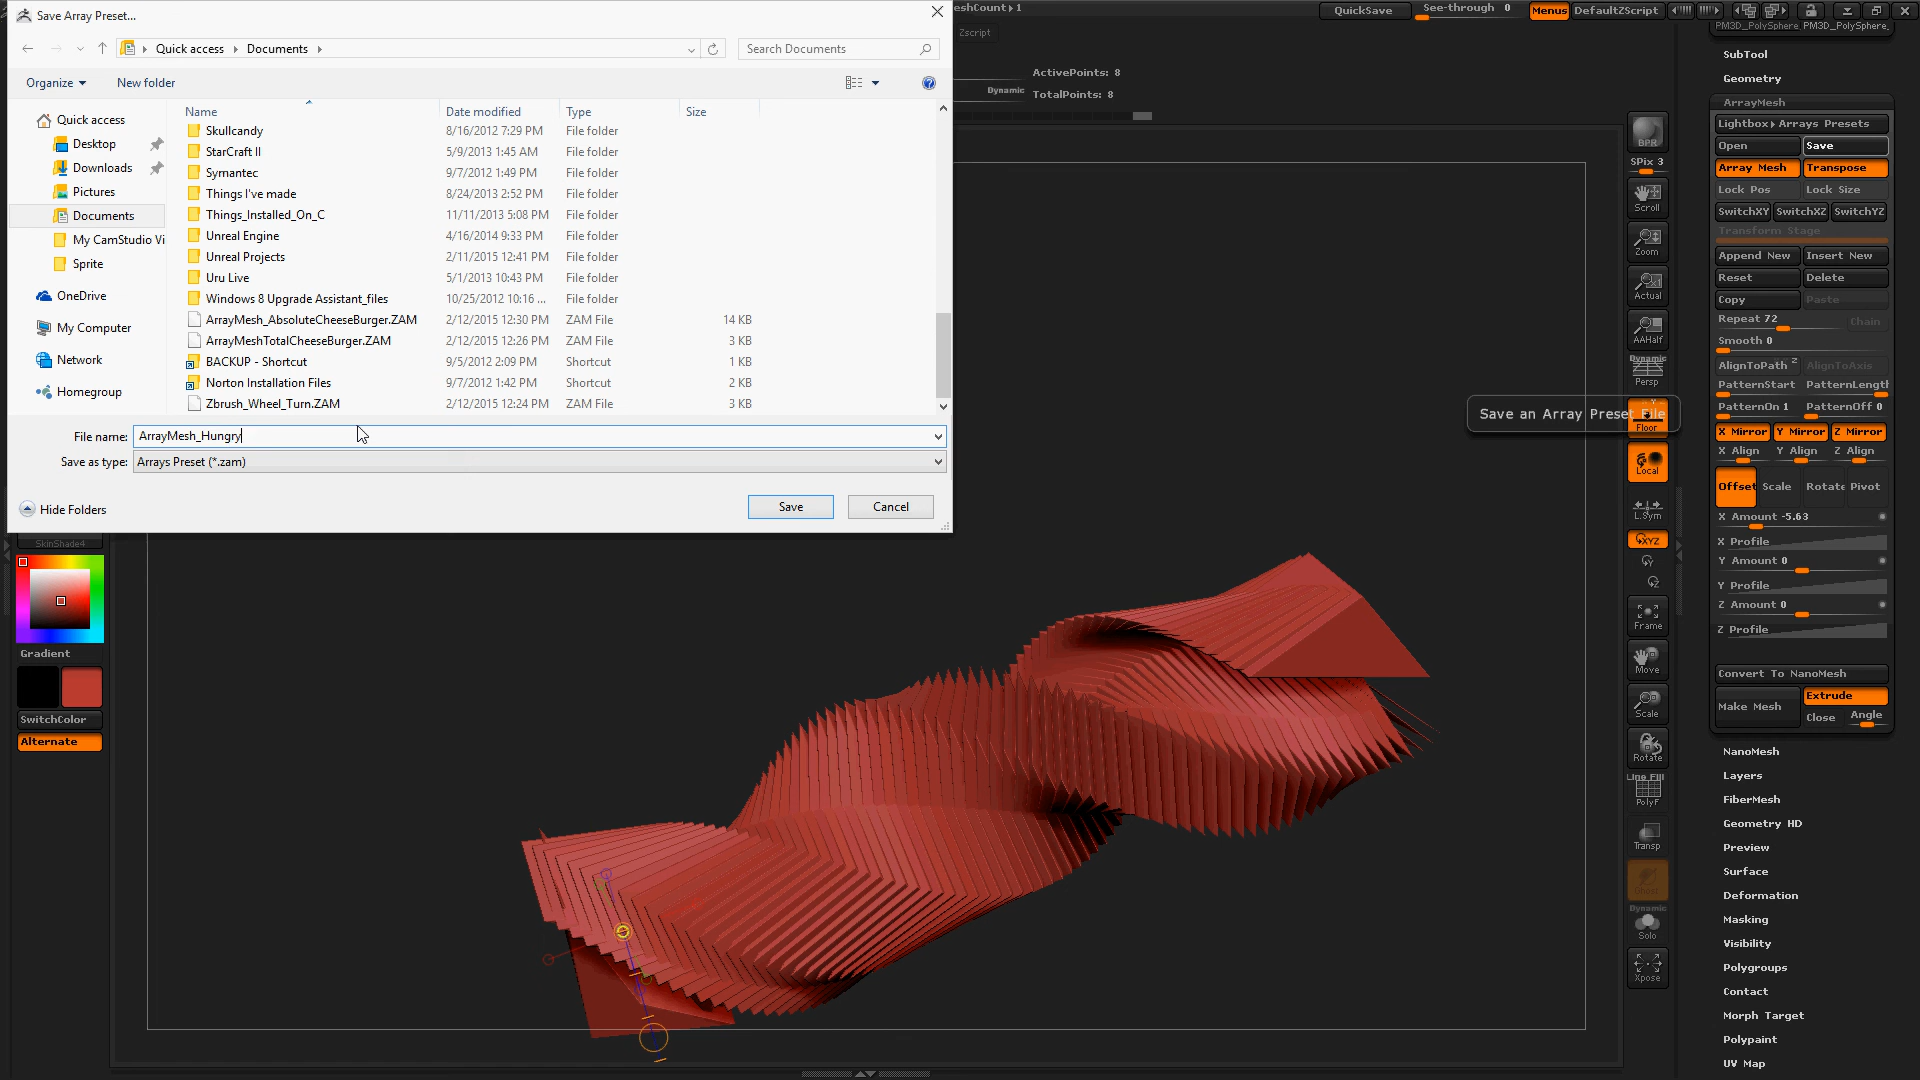 Save Array Preset...
eshCount 1
QuickSave
See-through 0
Menus
DefaultZScript
Quick access
Documents
Search Documents
Zscript
PM3D_PolySphere_ PM3D_PolySphere_
Organize
New folder
Dynamic
ActivePoints: 8
TotalPoints: 8
Name
Date modified
Type
Size
Skullcandy 8/16/2012 7:29 PM File folder
StarCraft II 5/9/2013 1:45 AM File folder
Symantec 9/7/2012 1:49 PM File folder
Things I've made 8/24/2013 2:52 PM File folder
Things_Installed_On_C 11/11/2013 5:08 PM File folder
Unreal Engine 4/16/2014 9:33 PM File folder
Unreal Projects 2/11/2015 12:41 PM File folder
Uru Live 5/1/2013 10:43 PM File folder
Windows 8 Upgrade Assistant_files 10/25/2012 10:16 ... File folder
ArrayMesh_AbsoluteCheeseBurger.ZAM 2/12/2015 12:30 PM ZAM File 14 KB
ArrayMeshTotalCheeseBurger.ZAM 2/12/2015 12:26 PM ZAM File 3 KB
BACKUP - Shortcut 9/5/2012 2:09 PM Shortcut 1 KB
Norton Installation Files 9/7/2012 1:42 PM Shortcut 2 KB
Zbrush_Wheel_Turn.ZAM 2/12/2015 12:24 PM ZAM File 3 KB
Quick access
Desktop
Downloads
Pictures
Documents
My CamStudio Vi
Sprite
OneDrive
My Computer
Network
Homegroup
File name: ArrayMesh_Hungry
Save as type: Arrays Preset (*.zam)
Hide Folders
Save
Cancel
SkinShade4
Gradient
SwitchColor
Alternate
Save an Array Preset File
BPR
SPix 3
Scroll
Zoom
Actual
AAHalf
Dynamic
Persp
Floor
Local
L.Sym
XYZ
Y
Z
Frame
Move
Scale
Rotate
Line Fill
PolyF
Transp
Ghost
Dynamic
Solo
Xpose
SubTool
Geometry
ArrayMesh
Lightbox Arrays Presets
Open Save
Array Mesh Transpose
Lock Pos Lock Size
SwitchXY SwitchXZ SwitchYZ
Transform Stage
Append New Insert New
Reset Delete
Copy Paste
Repeat 72 Chain
Smooth 0
AlignToPath AlignToAxis
PatternStart PatternLength
PatternOn 1 PatternOff 0
X Mirror Y Mirror Z Mirror
X Align Y Align Z Align
Offset Scale Rotate Pivot
X Amount -5.63
X Profile
Y Amount 0
Y Profile
Z Amount 0
Z Profile
Convert To NanoMesh
Make Mesh
Extrude
Close Angle
NanoMesh
Layers
FiberMesh
Geometry HD
Preview
Surface
Deformation
Masking
Visibility
Polygroups
Contact
Morph Target
Polypaint
UV Map